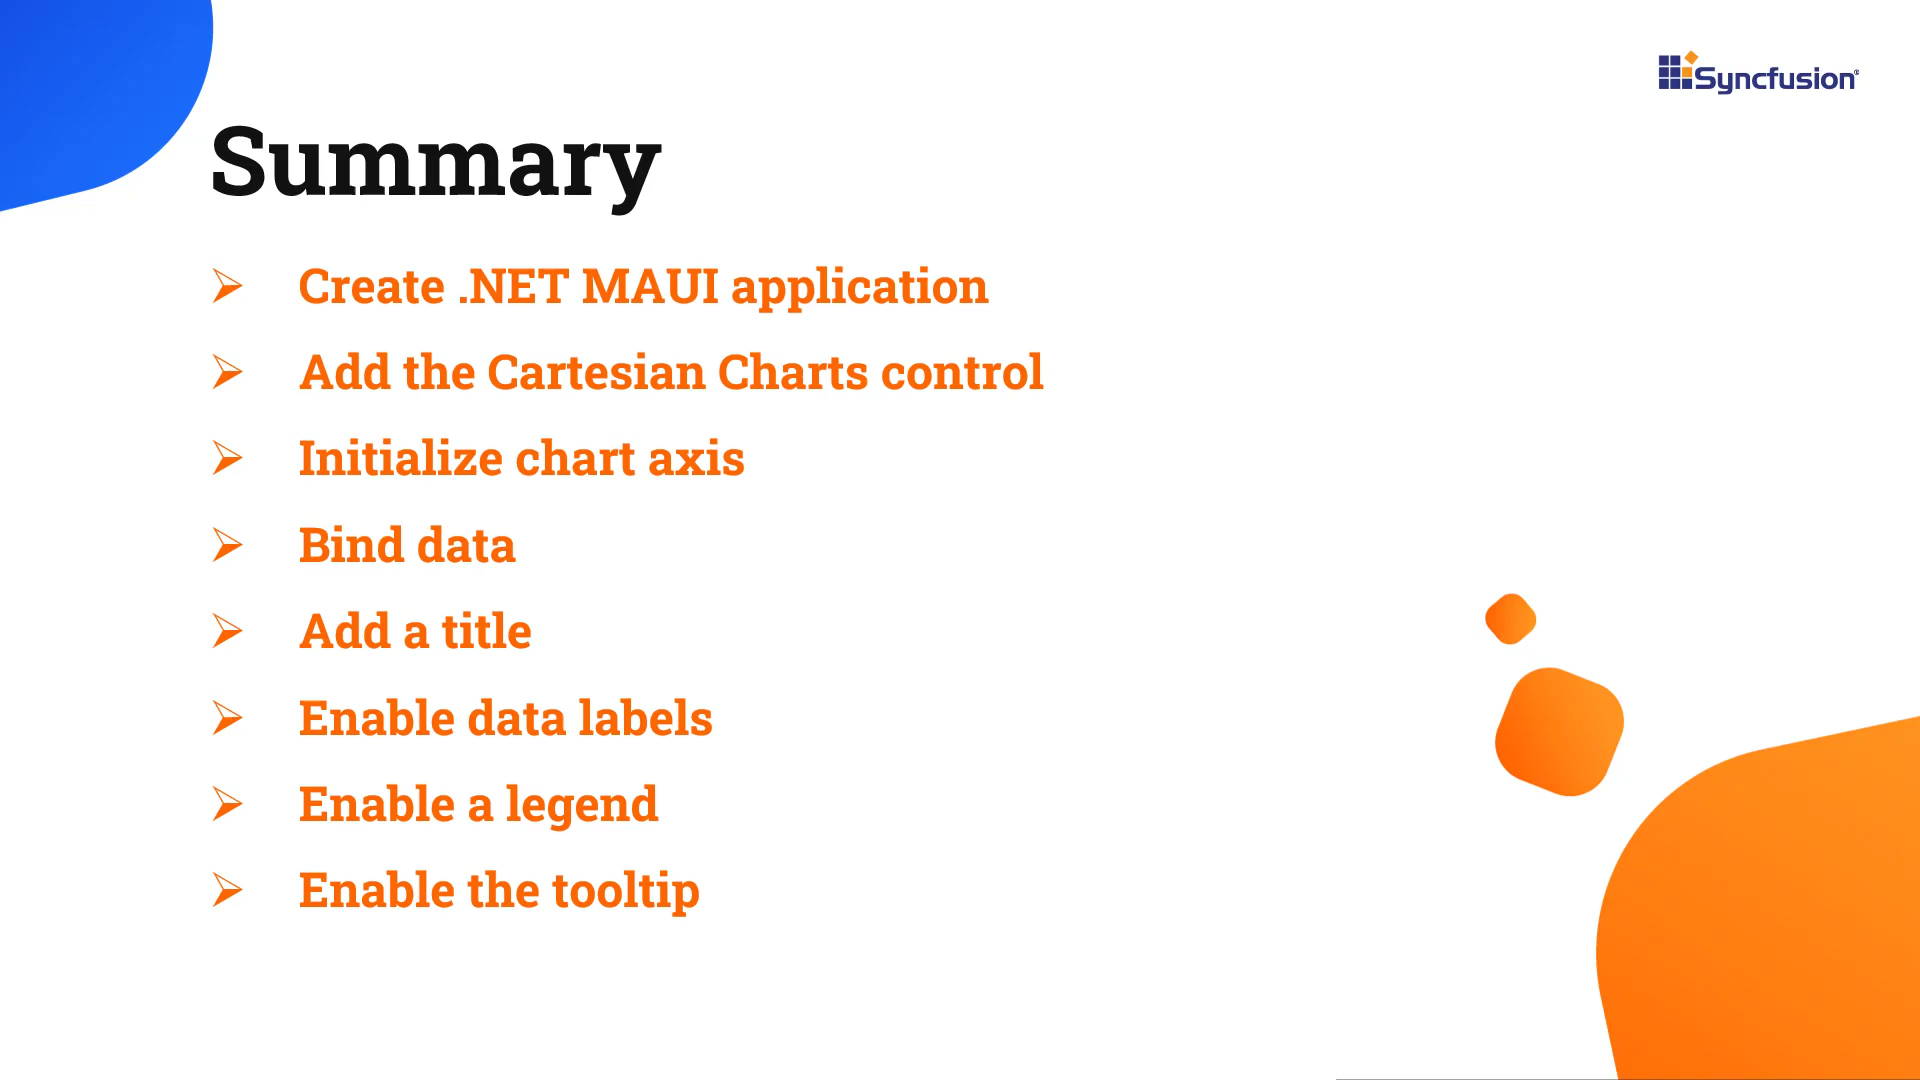 Syncfusion®
Summary
➢ Create .NET MAUI application
➢ Add the Cartesian Charts control
➢ Initialize chart axis
➢ Bind data
➢ Add a title
➢ Enable data labels
➢ Enable a legend
➢ Enable the tooltip